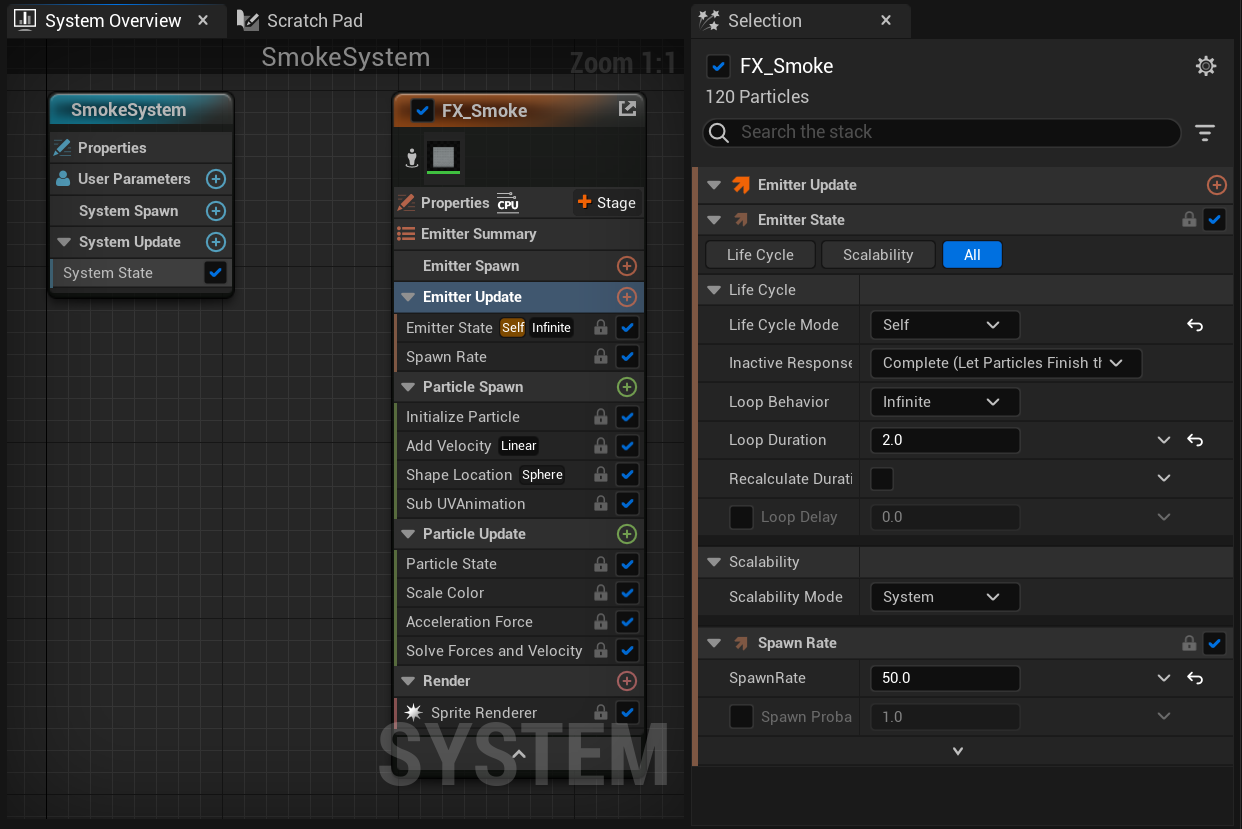 System Overview
Scratch Pad
SmokeSystem
Zoom 1:1
SmokeSystem
Properties
User Parameters
System Spawn
System Update
System State
FX_Smoke
Properties CPU Stage
Emitter Summary
Emitter Spawn
Emitter Update
Emitter State Self Infinite
Spawn Rate
Particle Spawn
Initialize Particle
Add Velocity Linear
Shape Location Sphere
Sub UVAnimation
Particle Update
Particle State
Scale Color
Acceleration Force
Solve Forces and Velocity
Render
Sprite Renderer
SYSTEM
Selection
FX_Smoke
120 Particles
Search the stack
Emitter Update
Emitter State
Life Cycle Scalability All
Life Cycle
Life Cycle Mode Self
Inactive Response Complete (Let Particles Finish th
Loop Behavior Infinite
Loop Duration 2.0
Recalculate Durati
Loop Delay 0.0
Scalability
Scalability Mode System
Spawn Rate
SpawnRate 50.0
Spawn Proba 1.0